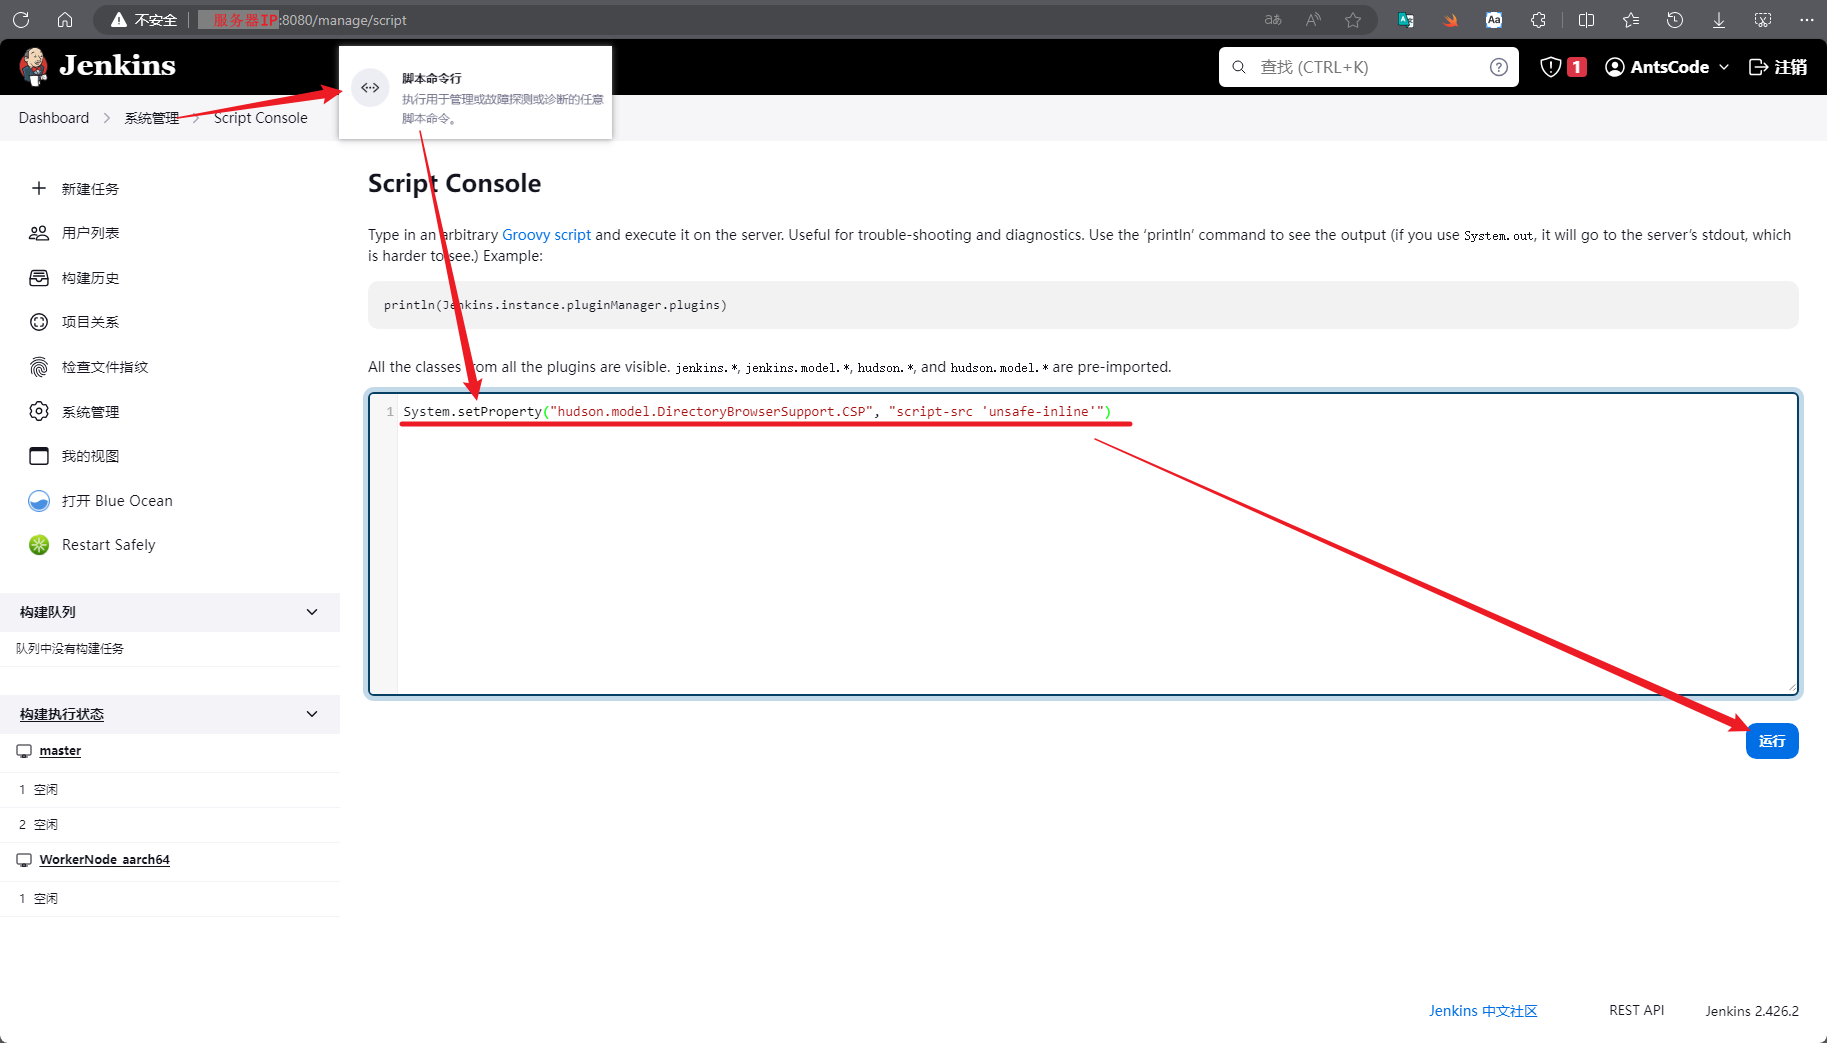 不安全 服务器IP:8080/manage/script
Jenkins
脚本命令行
执行用于管理或故障探测或诊断的任意
脚本命令。
查找 (CTRL+K)
1
AntsCode
注销
Dashboard
系统管理
Script Console
新建任务
用户列表
构建历史
项目关系
检查文件指纹
系统管理
我的视图
打开 Blue Ocean
Restart Safely
构建队列
队列中没有构建任务
构建执行状态
master
1 空闲
2 空闲
WorkerNode_aarch64
1 空闲
Script Console
Type in an arbitrary Groovy script and execute it on the server. Useful for trouble-shooting and diagnostics. Use the ‘println’ command to see the output (if you use System.out, it will go to the server’s stdout, which
is harder to see.) Example:
println(Jenkins.instance.pluginManager.plugins)
All the classes from all the plugins are visible. jenkins.*, jenkins.model.*, hudson.*, and hudson.model.* are pre-imported.
1 System.setProperty("hudson.model.DirectoryBrowserSupport.CSP", "script-src 'unsafe-inline'")
运行
Jenkins 中文社区
REST API
Jenkins 2.426.2